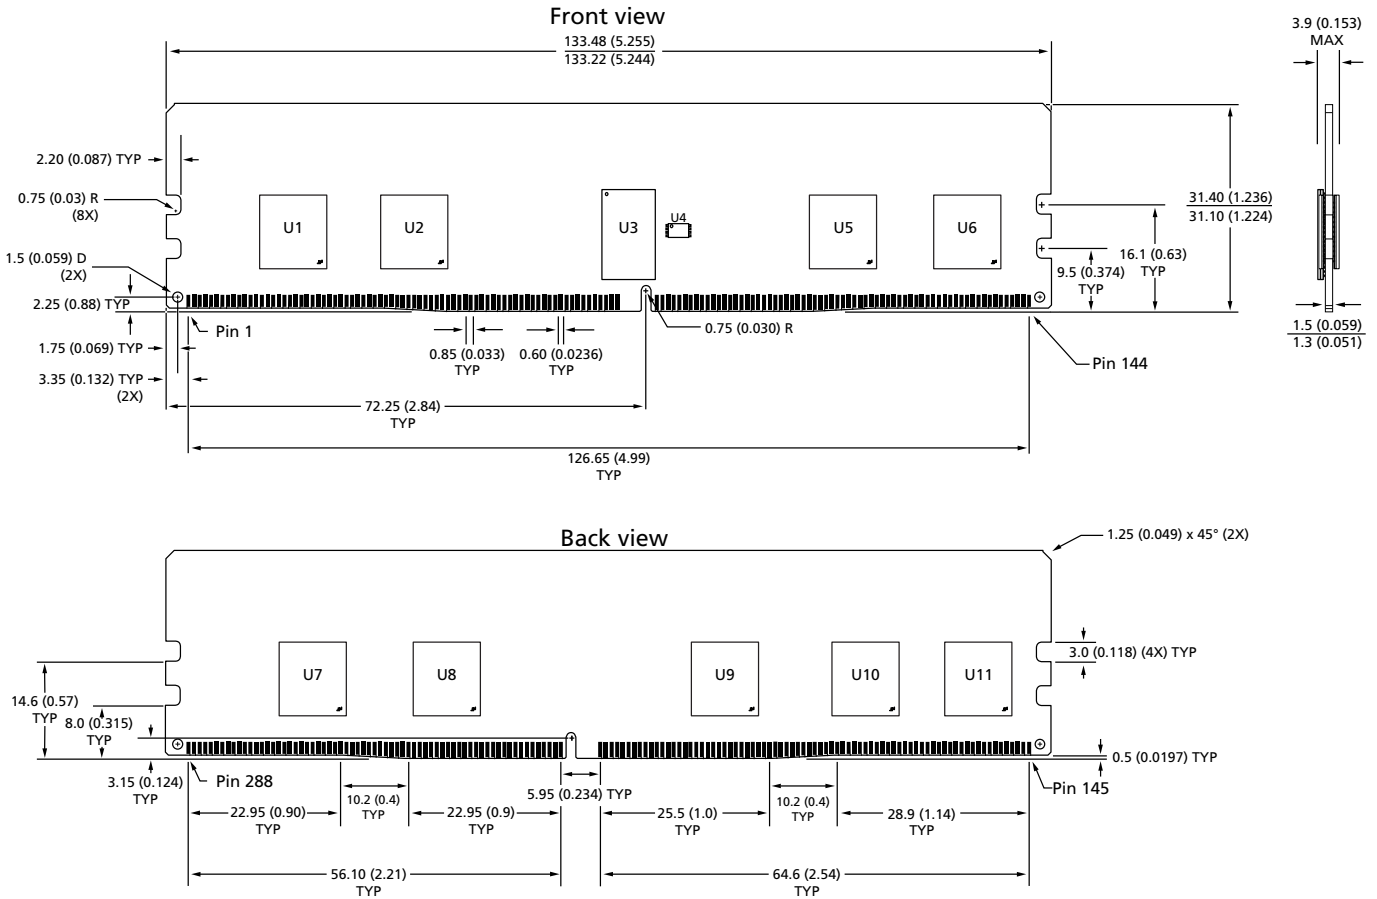 Front view
3.9 (0.153)
MAX
133.48 (5.255)
133.22 (5.244)
2.20 (0.087) TYP
0.75 (0.03) R
(8X)
1.5 (0.059) D
(2X)
2.25 (0.88) TYP
1.75 (0.069) TYP
3.35 (0.132) TYP
(2X)
U1
U2
U3
U4
U5
U6
31.40 (1.236)
31.10 (1.224)
16.1 (0.63)
TYP
9.5 (0.374)
TYP
Pin 1
0.85 (0.033)
TYP
0.60 (0.0236)
TYP
0.75 (0.030) R
Pin 144
1.5 (0.059)
1.3 (0.051)
72.25 (2.84)
TYP
126.65 (4.99)
TYP
Back view
1.25 (0.049) x 45° (2X)
U7
U8
U9
U10
U11
3.0 (0.118) (4X) TYP
14.6 (0.57)
TYP
8.0 (0.315)
TYP
3.15 (0.124)
TYP
Pin 288
0.5 (0.0197) TYP
Pin 145
5.95 (0.234) TYP
22.95 (0.90)
TYP
10.2 (0.4)
TYP
22.95 (0.9)
TYP
25.5 (1.0)
TYP
10.2 (0.4)
TYP
28.9 (1.14)
TYP
56.10 (2.21)
TYP
64.6 (2.54)
TYP